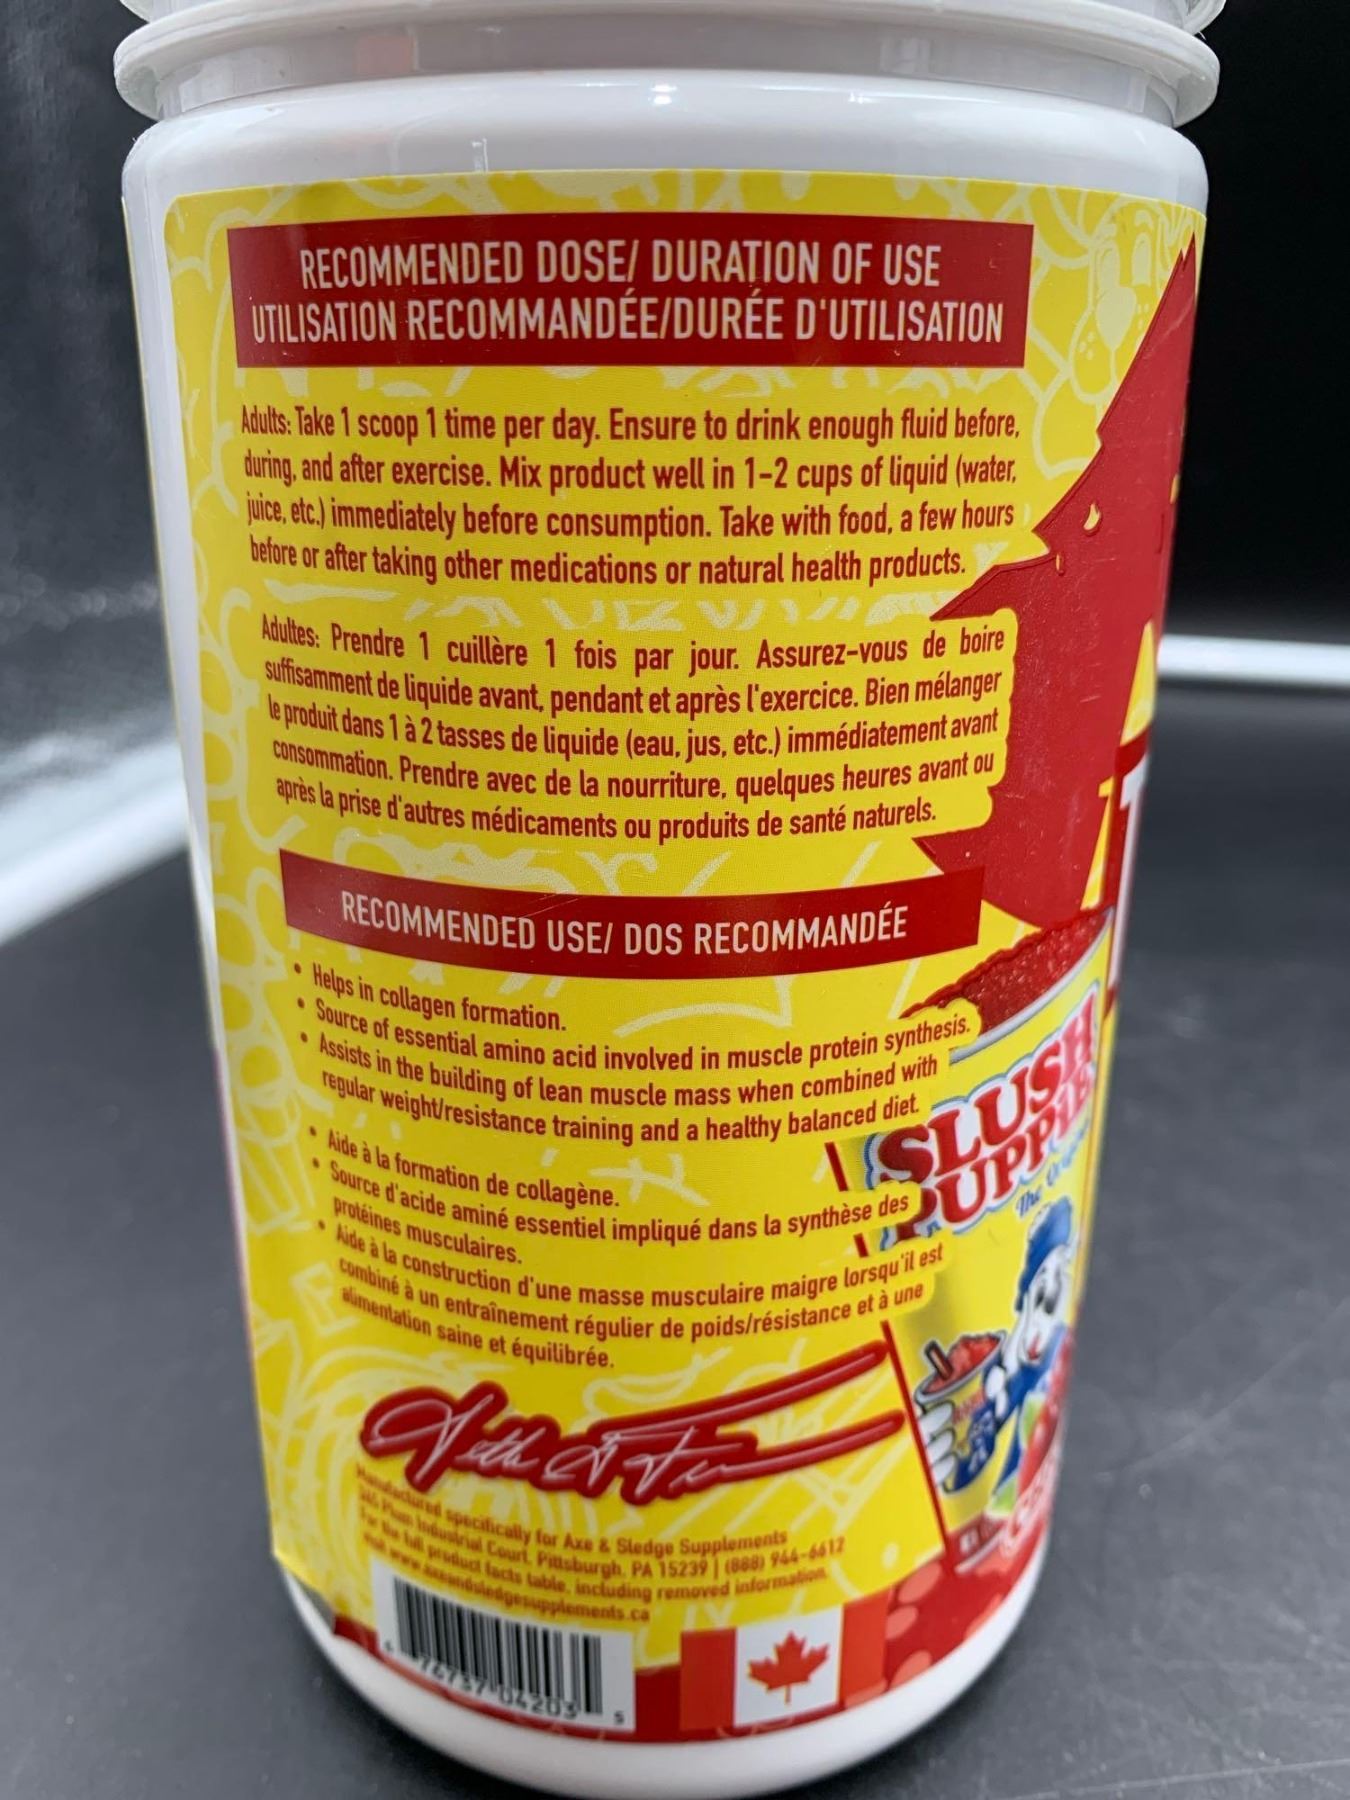 RECOMMENDED DOSE/ DURATION OF USE
UTILISATION RECOMMANDÉE/DURÉE D'UTILISATION
Adults: Take 1 scoop 1 time per day. Ensure to drink enough fluid before,
during, and after exercise. Mix product well in 1-2 cups of liquid (water,
juice, etc.) immediately before consumption. Take with food, a few hours
before or after taking other medications or natural health products.
Adultes: Prendre 1 cuillère 1 fois par jour. Assurez-vous de boire
suffisamment de liquide avant, pendant et après l'exercice. Bien mélanger
le produit dans 1 à 2 tasses de liquide (eau, jus, etc.) immédiatement avant
consommation. Prendre avec de la nourriture, quelques heures avant ou
après la prise d'autres médicaments ou produits de santé naturels.
RECOMMENDED USE/ DOS RECOMMANDÉE
• Helps in collagen formation.
• Source of essential amino acid involved in muscle protein synthesis.
• Assists in the building of lean muscle mass when combined with
regular weight/resistance training and a healthy balanced diet.
• Aide à la formation de collagène.
• Source d'acide aminé essentiel impliqué dans la synthèse des
protéines musculaires.
• Aide à la construction d'une masse musculaire maigre lorsqu'il est
combiné à un entraînement régulier de poids/résistance et à une
alimentation saine et équilibrée.
Manufactured specifically for Axe & Sledge Supplements
Plum Industrial Court, Pittsburgh, PA 15239 | (888) 944-6612
For the full product facts table, including removed information,
visit www.axeandsledgesupplements.ca
74737 04203 5
SLUSH
PUPPiE
The